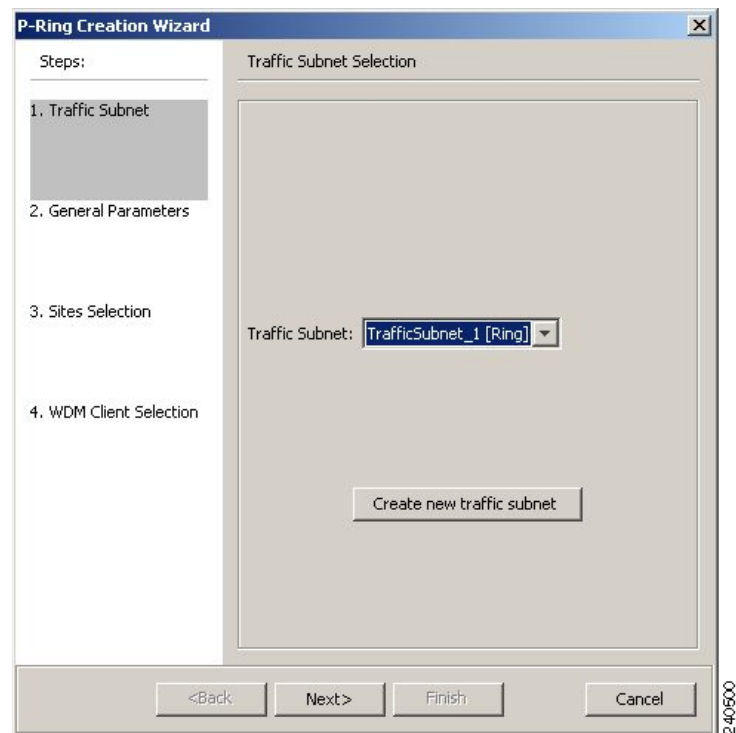 P-Ring Creation Wizard
Steps:
Traffic Subnet Selection
1. Traffic Subnet
2. General Parameters
3. Sites Selection
4. WDM Client Selection
Traffic Subnet: TrafficSubnet_1 [Ring]
Create new traffic subnet
<Back Next> Finish Cancel
240500